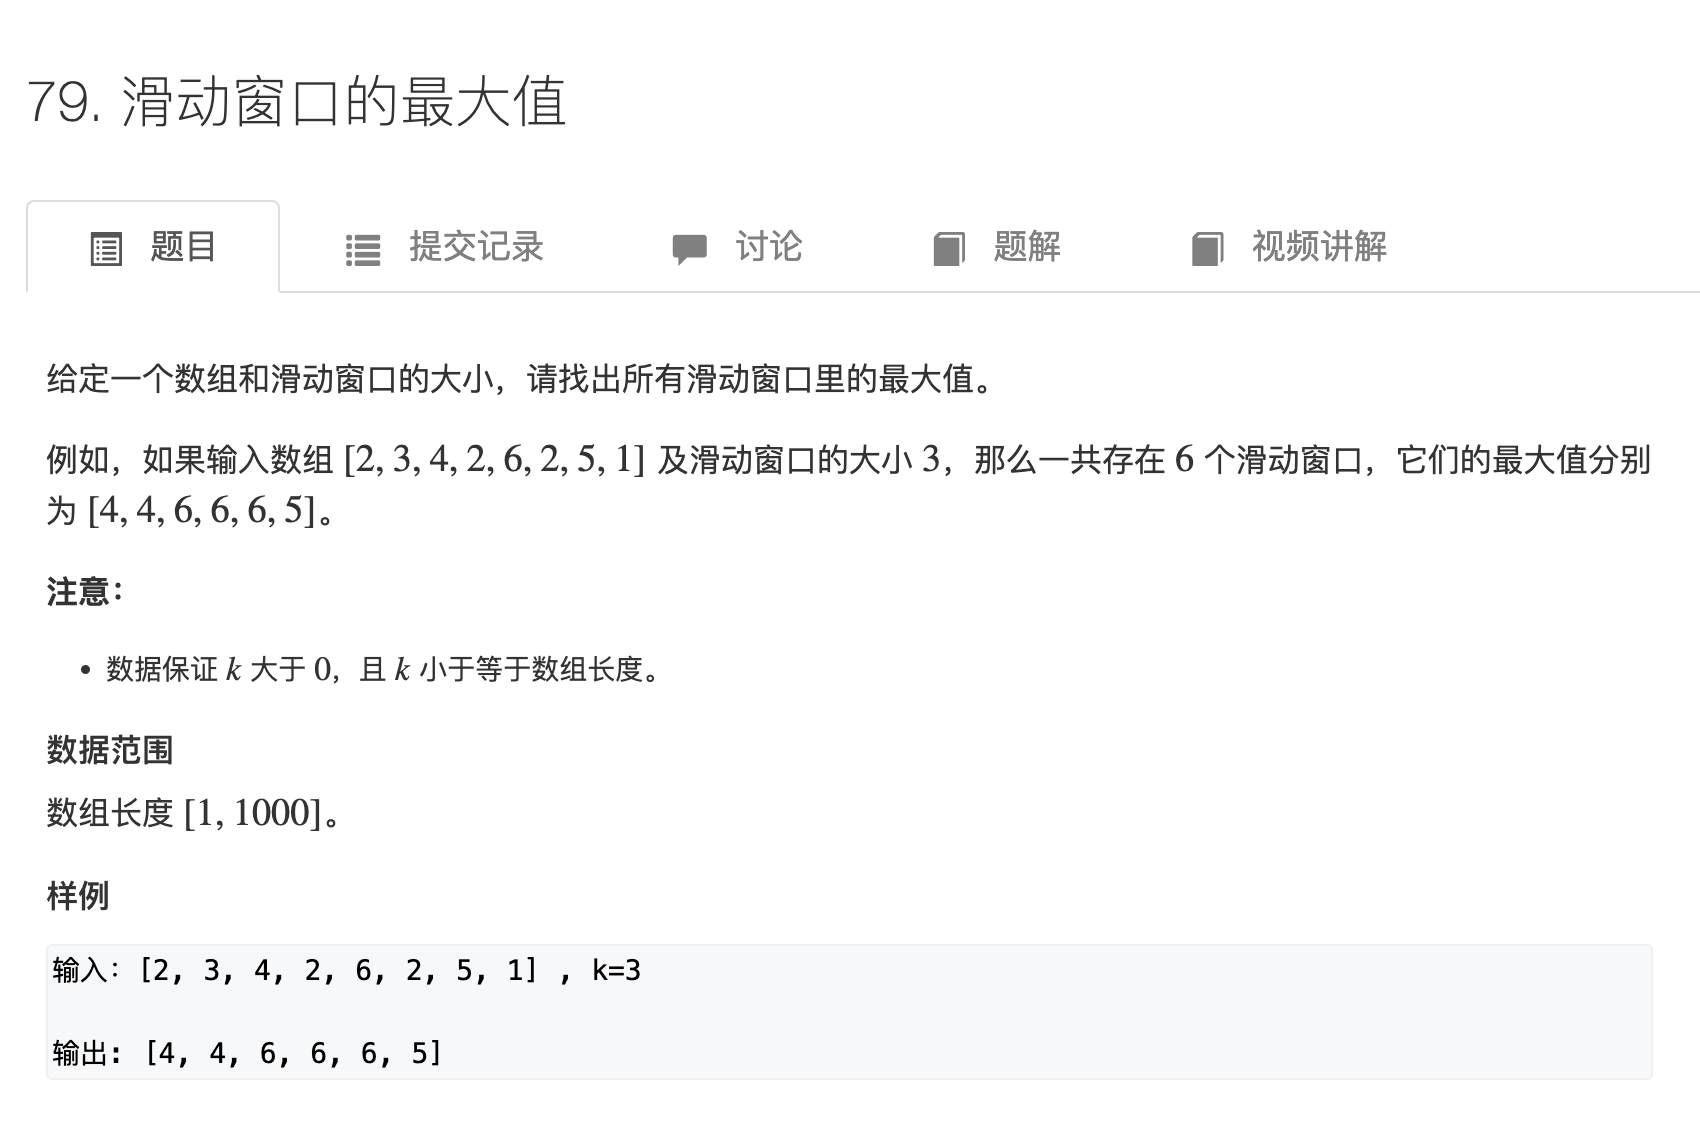 79. 滑动窗口的最大值
题目 提交记录 讨论 题解 视频讲解
给定一个数组和滑动窗口的大小，请找出所有滑动窗口里的最大值。
例如，如果输入数组 [2, 3, 4, 2, 6, 2, 5, 1] 及滑动窗口的大小 3，那么一共存在 6 个滑动窗口，它们的最大值分别
为 [4, 4, 6, 6, 6, 5]。
注意：
• 数据保证 k 大于 0，且 k 小于等于数组长度。
数据范围
数组长度 [1, 1000]。
样例
输入：[2, 3, 4, 2, 6, 2, 5, 1] , k=3
输出: [4, 4, 6, 6, 6, 5]